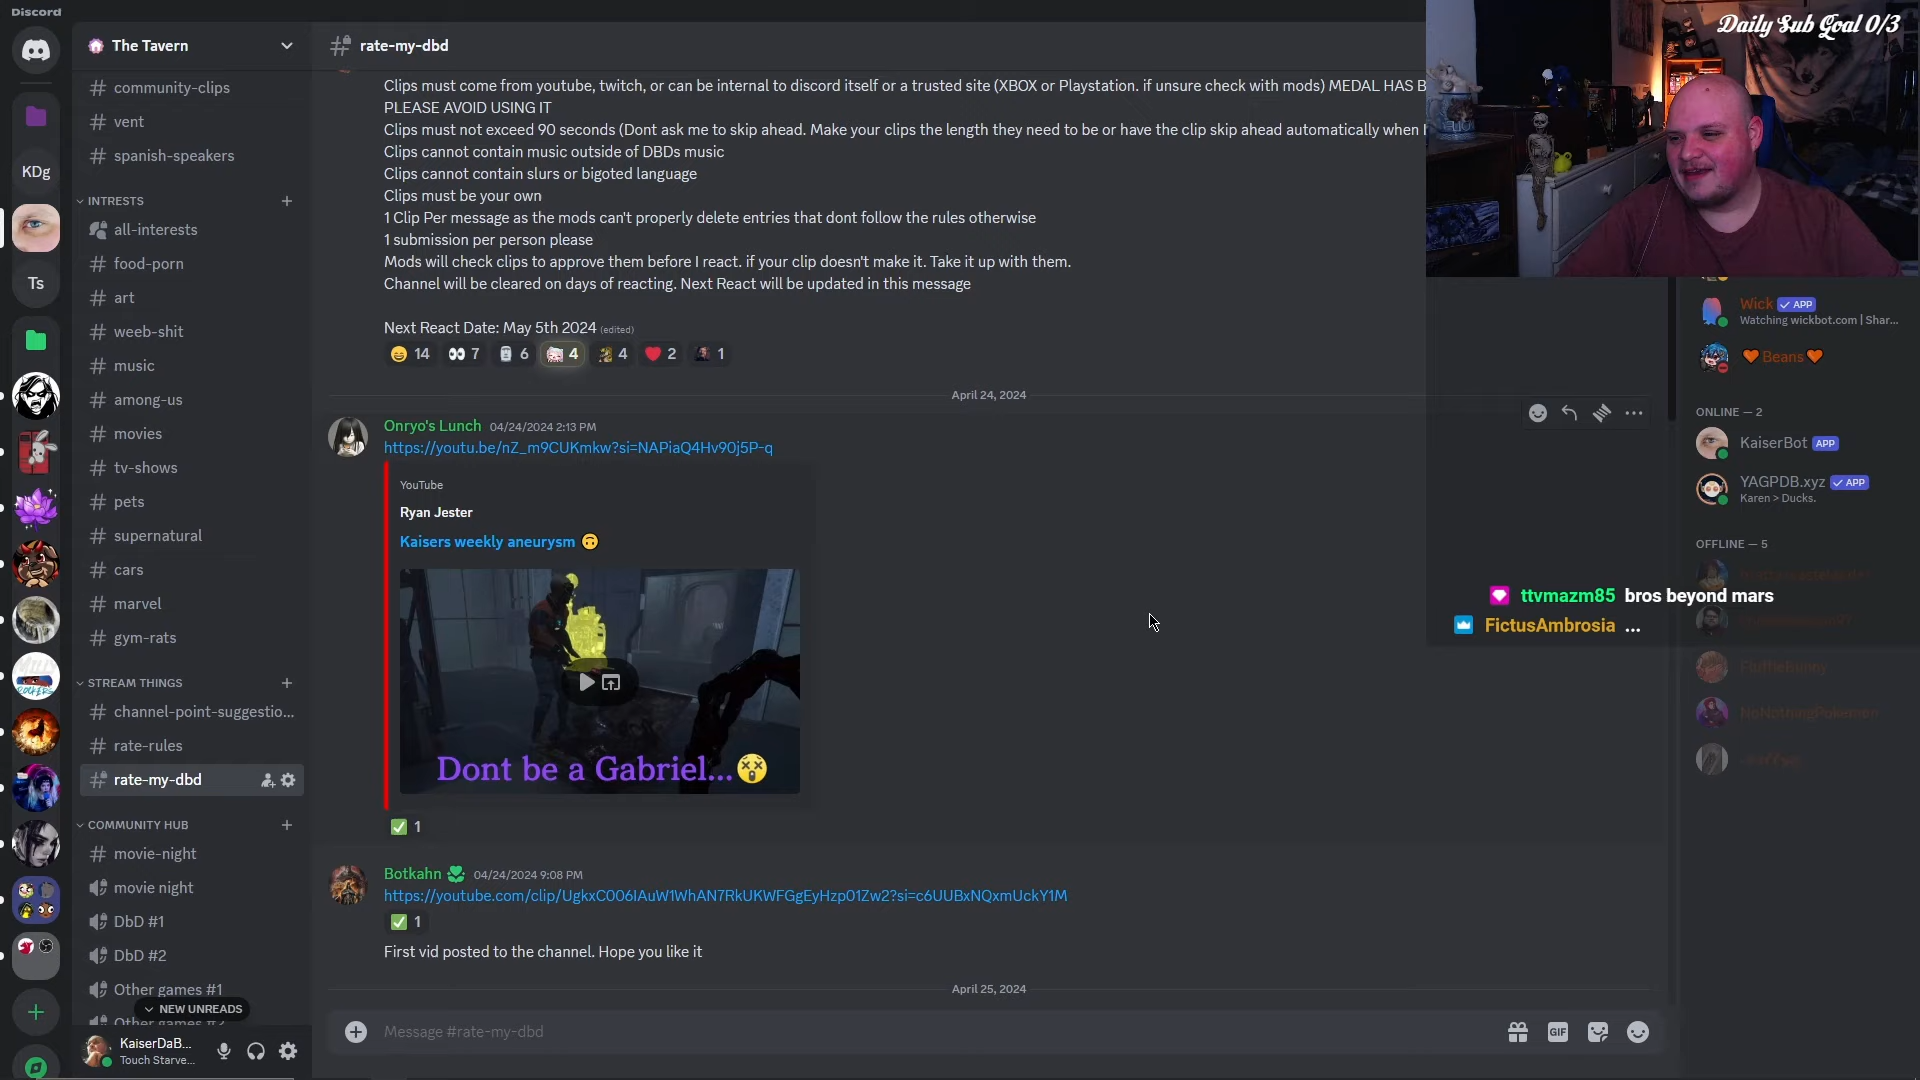 Discord
The Tavern
community-clips
vent
spanish-speakers
INTRESTS
all-interests
food-porn
art
weeb-shit
music
among-us
movies
tv-shows
pets
supernatural
cars
marvel
gym-rats
STREAM THINGS
channel-point-suggestio...
rate-rules
rate-my-dbd
COMMUNITY HUB
movie-night
movie night
DbD #1
DbD #2
Other games #1
NEW UNREADS
KDg
Ts
KaiserDaB...
Touch Starve...
rate-my-dbd
Clips must come from youtube, twitch, or can be internal to discord itself or a trusted site (XBOX or Playstation. if unsure check with mods) MEDAL HAS B
PLEASE AVOID USING IT
Clips must not exceed 90 seconds (Dont ask me to skip ahead. Make your clips the length they need to be or have the clip skip ahead automatically when
Clips cannot contain music outside of DBDs music
Clips cannot contain slurs or bigoted language
Clips must be your own
1 Clip Per message as the mods can't properly delete entries that dont follow the rules otherwise
1 submission per person please
Mods will check clips to approve them before I react. if your clip doesn't make it. Take it up with them.
Channel will be cleared on days of reacting. Next React will be updated in this message
Next React Date: May 5th 2024 (edited)
14 7 6 4 4 2 1
April 24, 2024
Onryo's Lunch 04/24/2024 2:13 PM
https://youtu.be/nZ_m9CUKmkw?si=NAPiaQ4Hv90j5P-q
YouTube
Ryan Jester
Kaisers weekly aneurysm 🙃
Dont be a Gabriel...😵
1
Botkahn 04/24/2024 9:08 PM
https://youtube.com/clip/UgkxC006IAuW1WhAN7RkUKWFGgEyHzp01Zw2?si=c6UUBxNQxmUckY1M
1
First vid posted to the channel. Hope you like it
April 25, 2024
Message #rate-my-dbd
GIF
Daily Sub Goal 0/3
Wick ✓ APP
Watching wickbot.com | Shar...
🧡 Beans 🧡
ONLINE — 2
KaiserBot APP
YAGPDB.xyz ✓ APP
Karen > Ducks.
OFFLINE — 5
ttvmazm85 bros beyond mars
FictusAmbrosia ...
NoNothingPokemon